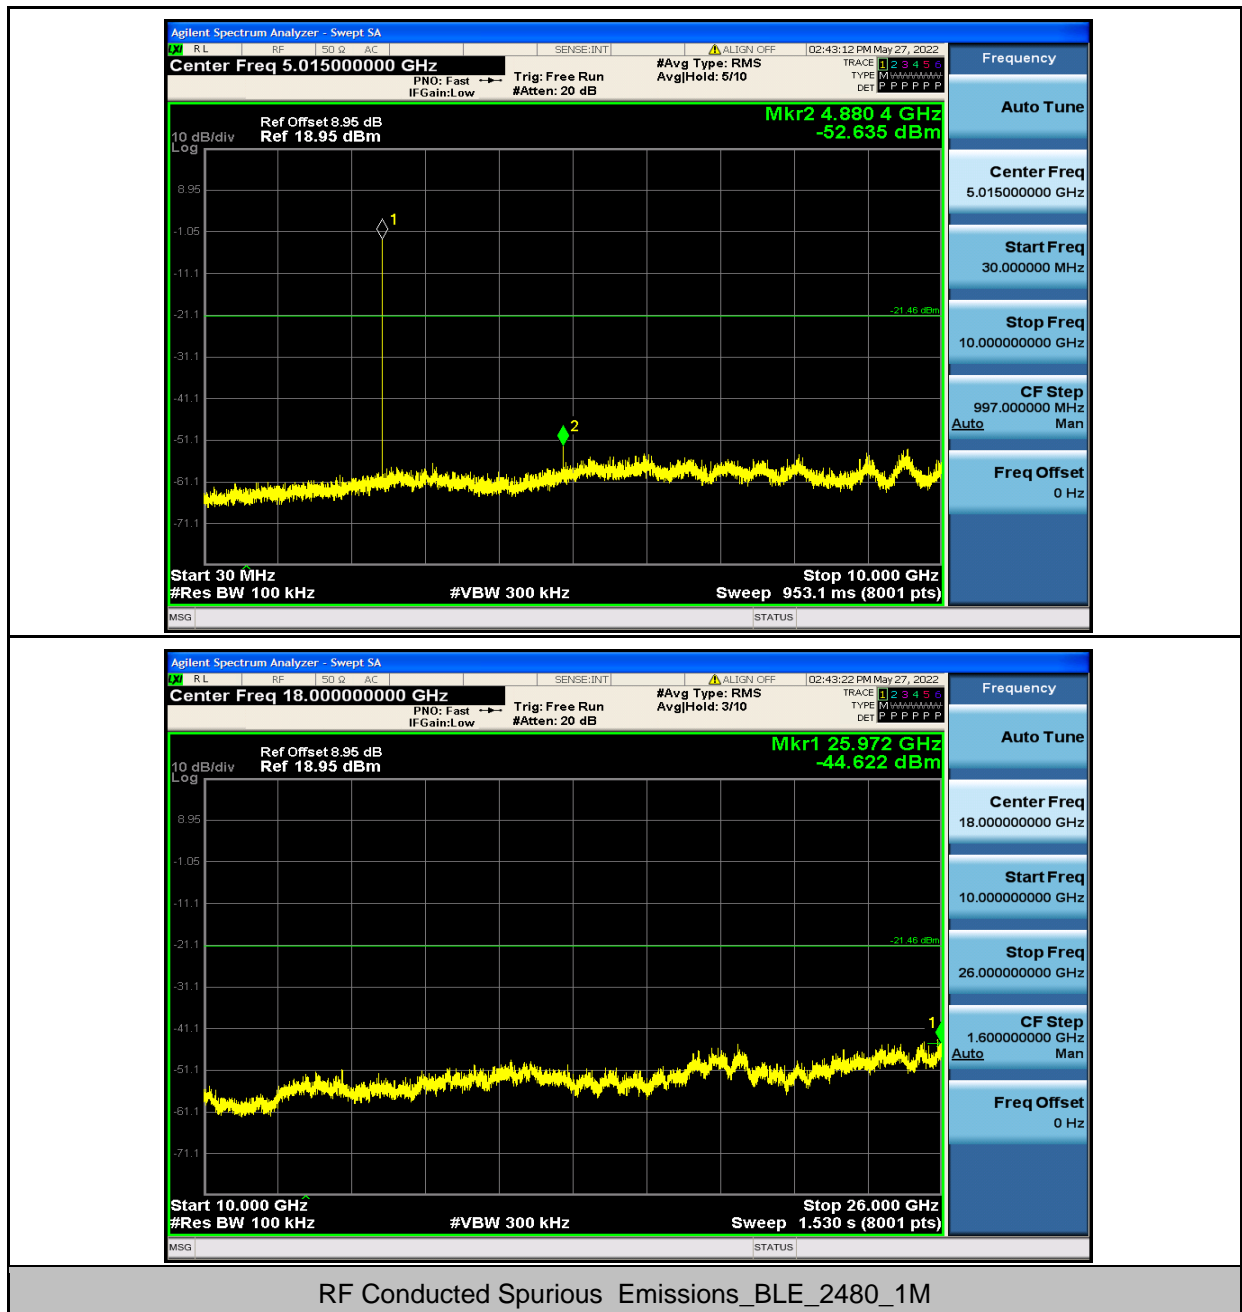 Agilent Spectrum Analyzer - Swept SA
LXI RL RF 50 Ω AC SENSE:INT ALIGN OFF 02:43:12 PM May 27, 2022
Center Freq 5.015000000 GHz
PNO: Fast
IFGain:Low
Trig: Free Run
#Atten: 20 dB
#Avg Type: RMS
Avg|Hold: 5/10
TRACE 1 2 3 4 5 6
TYPE M WWWWW
DET P P P P P P
Ref Offset 8.95 dB
Ref 18.95 dBm
10 dB/div
Log
Mkr2 4.880 4 GHz
-52.635 dBm
8.95
-1.05
-11.1
-21.1
-31.1
-41.1
-51.1
-61.1
-71.1
1
-21.46 dBm
2
Start 30 MHz
Stop 10.000 GHz
#Res BW 100 kHz
#VBW 300 kHz
Sweep 953.1 ms (8001 pts)
MSG
STATUS
Frequency
Auto Tune
Center Freq
5.015000000 GHz
Start Freq
30.000000 MHz
Stop Freq
10.000000000 GHz
CF Step
997.000000 MHz
Auto Man
Freq Offset
0 Hz
Agilent Spectrum Analyzer - Swept SA
LXI RL RF 50 Ω AC SENSE:INT ALIGN OFF 02:43:22 PM May 27, 2022
Center Freq 18.000000000 GHz
PNO: Fast
IFGain:Low
Trig: Free Run
#Atten: 20 dB
#Avg Type: RMS
Avg|Hold: 3/10
TRACE 1 2 3 4 5 6
TYPE M WWWWW
DET P P P P P P
Ref Offset 8.95 dB
Ref 18.95 dBm
10 dB/div
Log
Mkr1 25.972 GHz
-44.622 dBm
8.95
-1.05
-11.1
-21.1
-31.1
-41.1
-51.1
-61.1
-71.1
-21.46 dBm
1
Start 10.000 GHz
Stop 26.000 GHz
#Res BW 100 kHz
#VBW 300 kHz
Sweep 1.530 s (8001 pts)
MSG
STATUS
Frequency
Auto Tune
Center Freq
18.000000000 GHz
Start Freq
10.000000000 GHz
Stop Freq
26.000000000 GHz
CF Step
1.600000000 GHz
Auto Man
Freq Offset
0 Hz
RF Conducted Spurious Emissions_BLE_2480_1M